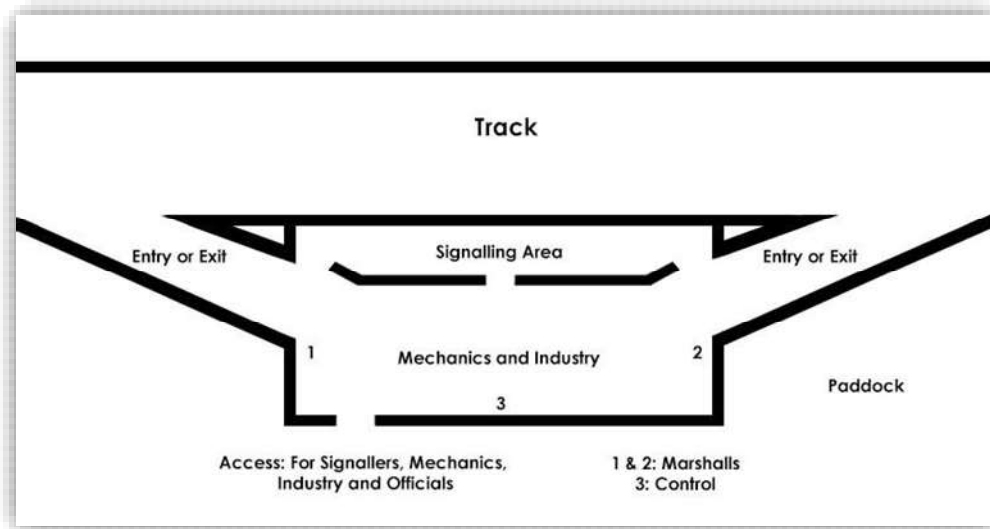 Track
Entry or Exit
Signalling Area
Entry or Exit
1
Mechanics and Industry
2
Paddock
3
Access: For Signallers, Mechanics,
Industry and Officials
1 & 2: Marshalls
3: Control